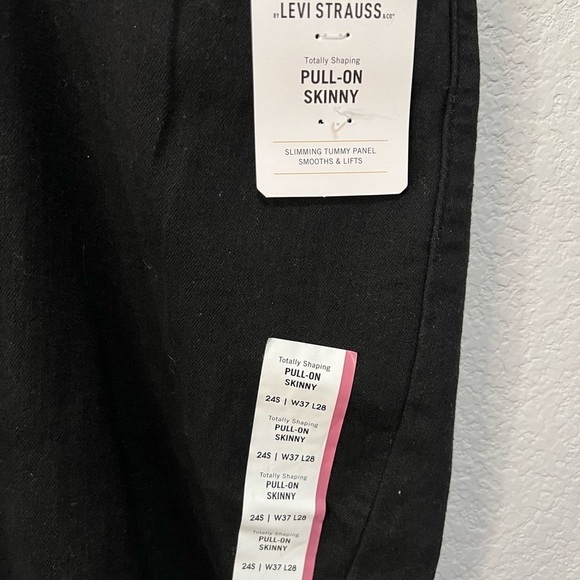 BY LEVI STRAUSS & CO
Totally Shaping
PULL-ON
SKINNY
SLIMMING TUMMY PANEL
SMOOTHS & LIFTS
Totally Shaping
PULL-ON
SKINNY
24S | W37 L28
Totally Shaping
PULL-ON
SKINNY
24S | W37 L28
Totally Shaping
PULL-ON
SKINNY
24S | W37 L28
Totally Shaping
PULL-ON
SKINNY
24S | W37 L28